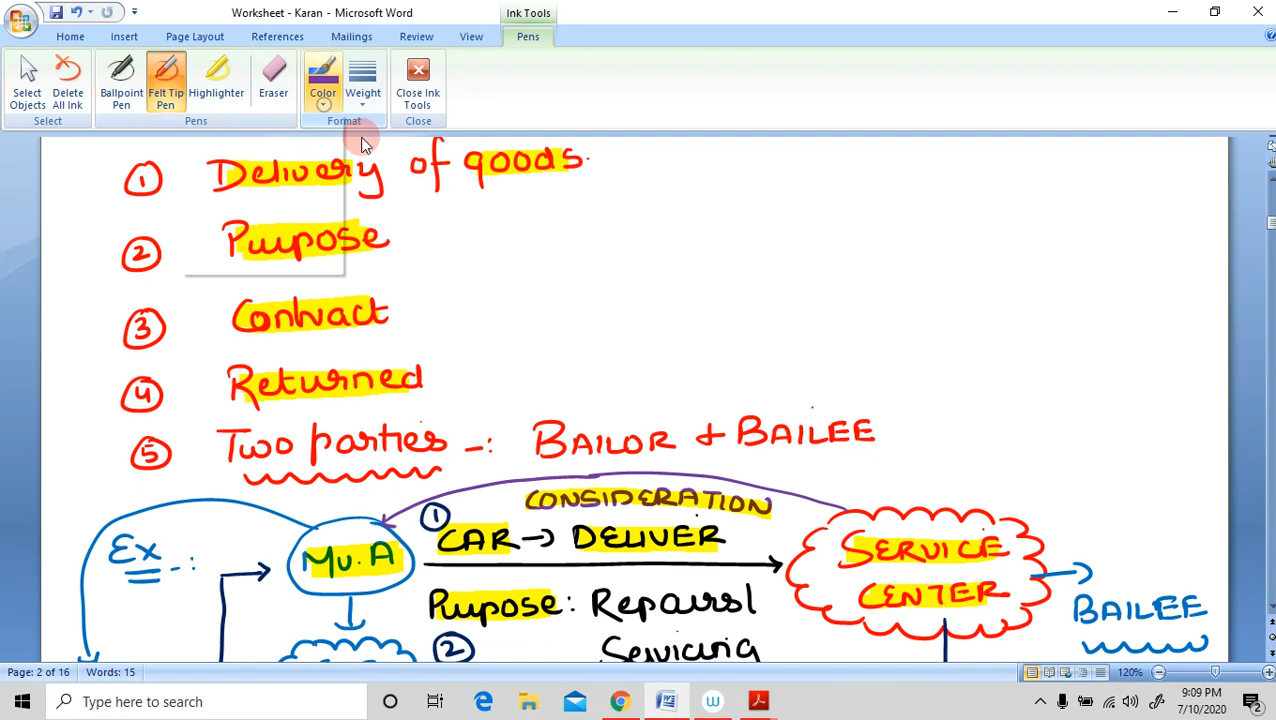 Worksheet - Karan - Microsoft Word
Ink Tools
Home Insert Page Layout References Mailings Review View Pens
Select Objects
Delete All Ink
Ballpoint Pen
Felt Tip Pen
Highlighter
Eraser
Color
Weight
Close Ink Tools
Select Pens Format Close
1 Delivery of goods.
2 Purpose
3 Contract
4 Returned
5 Two parties -: BAILOR + BAILEE
CONSIDERATION
Ex -:
Mr. A
1 CAR → DELIVER
SERVICE CENTER
Purpose: Repairs/
2 Servicing
BAILEE
Page: 2 of 16 Words: 15 120%
Type here to search
9:09 PM
7/10/2020
2